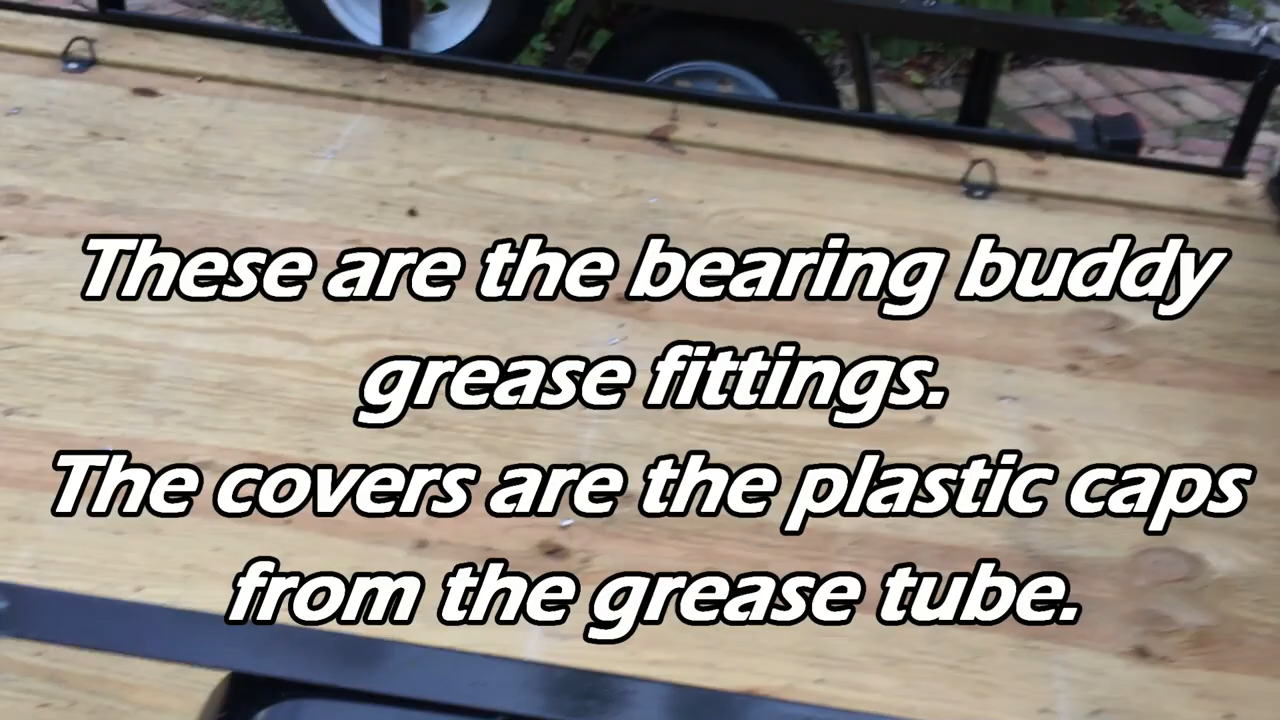 These are the bearing buddy
grease fittings.
The covers are the plastic caps
from the grease tube.